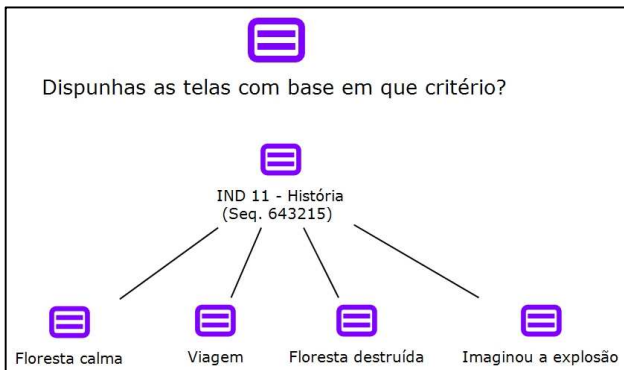 Dispunhas as telas com base em que critério?
IND 11 - História
(Seq. 643215)
Floresta calma
Viagem
Floresta destruída
Imaginou a explosão